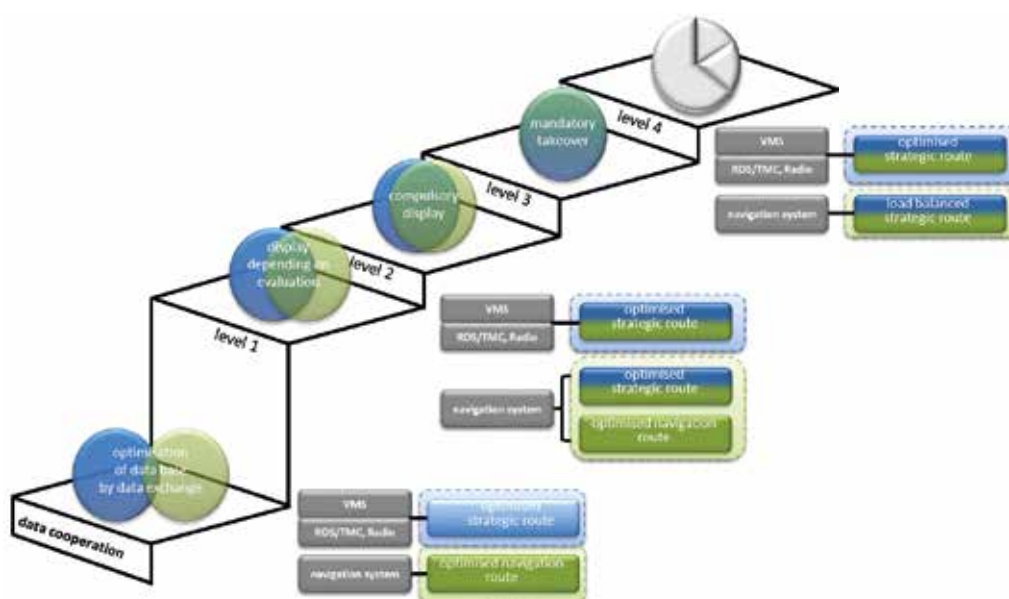 level 4
mandatory
takeover
VMS
RDS/TMC, Radio
optimised
strategic route
level 3
compulsory
display
navigation system
load balanced
strategic route
level 2
display
depending on
evaluation
level 1
VMS
RDS/TMC, Radio
optimised
strategic route
navigation system
optimised
strategic route
optimised navigation
route
optimisation
of data base
by data exchange
data cooperation
VMS
RDS/TMC, Radio
optimised
strategic route
navigation system
optimised navigation
route